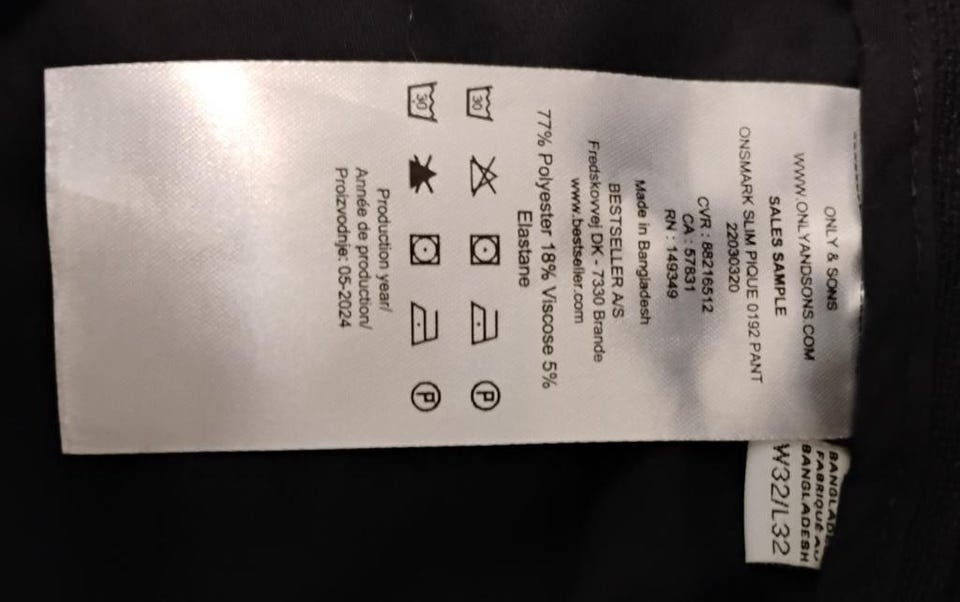 ONLY & SONS
WWW.ONLYANDSONS.COM
SALES SAMPLE
ONSMARK SLIM PIQUE 0192 PANT
22030320
CVR : 88216512
CA : 57831
RN : 149349
Made in Bangladesh
BESTSELLER A/S
Fredskovvej DK - 7330 Brande
www.bestseller.com
77% Polyester 18% Viscose 5%
Elastane
30 P
30 P
Production year/
Année de production/
Proizvodnje: 05-2024
FABRIQUÉ AU
BANGLADESH
W32/L32